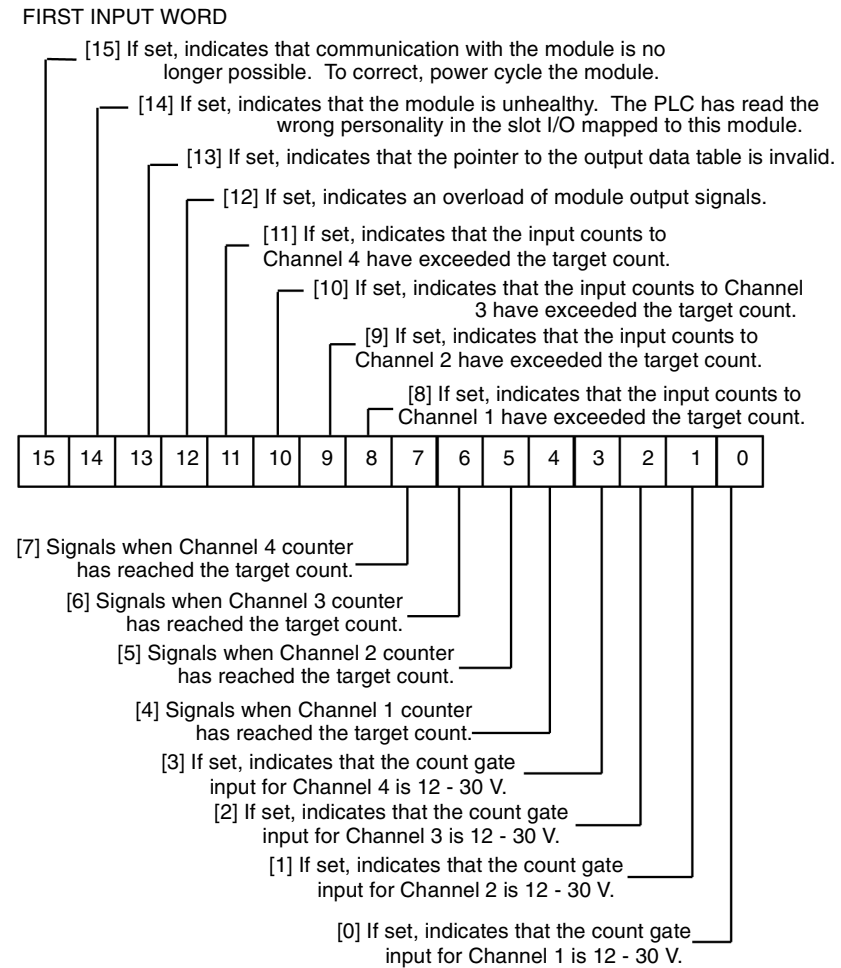 FIRST INPUT WORD
[15] If set, indicates that communication with the module is no
longer possible. To correct, power cycle the module.
[14] If set, indicates that the module is unhealthy. The PLC has read the
wrong personality in the slot I/O mapped to this module.
[13] If set, indicates that the pointer to the output data table is invalid.
[12] If set, indicates an overload of module output signals.
[11] If set, indicates that the input counts to
Channel 4 have exceeded the target count.
[10] If set, indicates that the input counts to Channel
3 have exceeded the target count.
[9] If set, indicates that the input counts to
Channel 2 have exceeded the target count.
[8] If set, indicates that the input counts to
Channel 1 have exceeded the target count.
15 14 13 12 11 10 9 8 7 6 5 4 3 2 1 0
[7] Signals when Channel 4 counter
has reached the target count.
[6] Signals when Channel 3 counter
has reached the target count.
[5] Signals when Channel 2 counter
has reached the target count.
[4] Signals when Channel 1 counter
has reached the target count.
[3] If set, indicates that the count gate
input for Channel 4 is 12 - 30 V.
[2] If set, indicates that the count gate
input for Channel 3 is 12 - 30 V.
[1] If set, indicates that the count gate
input for Channel 2 is 12 - 30 V.
[0] If set, indicates that the count gate
input for Channel 1 is 12 - 30 V.